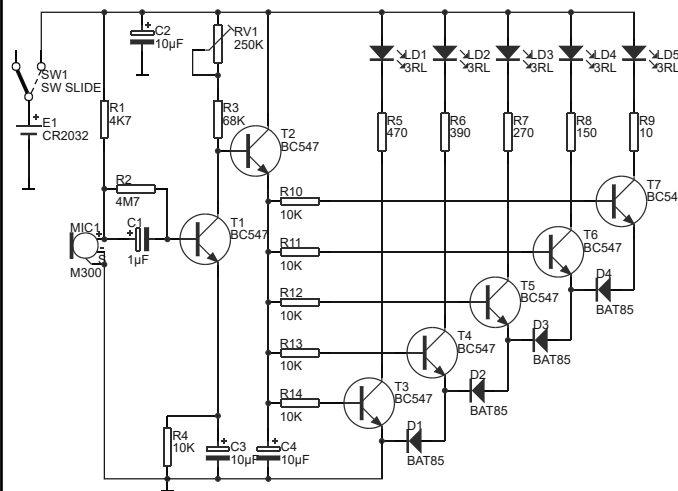 C2
10µF
RV1
250K
LD1
3RL
LD2
3RL
LD3
3RL
LD4
3RL
LD5
3RL
SW1
SW SLIDE
E1
CR2032
R1
4K7
R3
68K
T2
BC547
R5
470
R6
390
R7
270
R8
150
R9
10
R2
4M7
MIC1
M300
+
-
S
C1
1µF
T1
BC547
R10
10K
R11
10K
R12
10K
R13
10K
R14
10K
T7
BC54
T6
BC547
T5
BC547
T4
BC547
T3
BC547
D4
BAT85
D3
BAT85
D2
BAT85
D1
BAT85
R4
10K
C3
10µF
C4
10µF